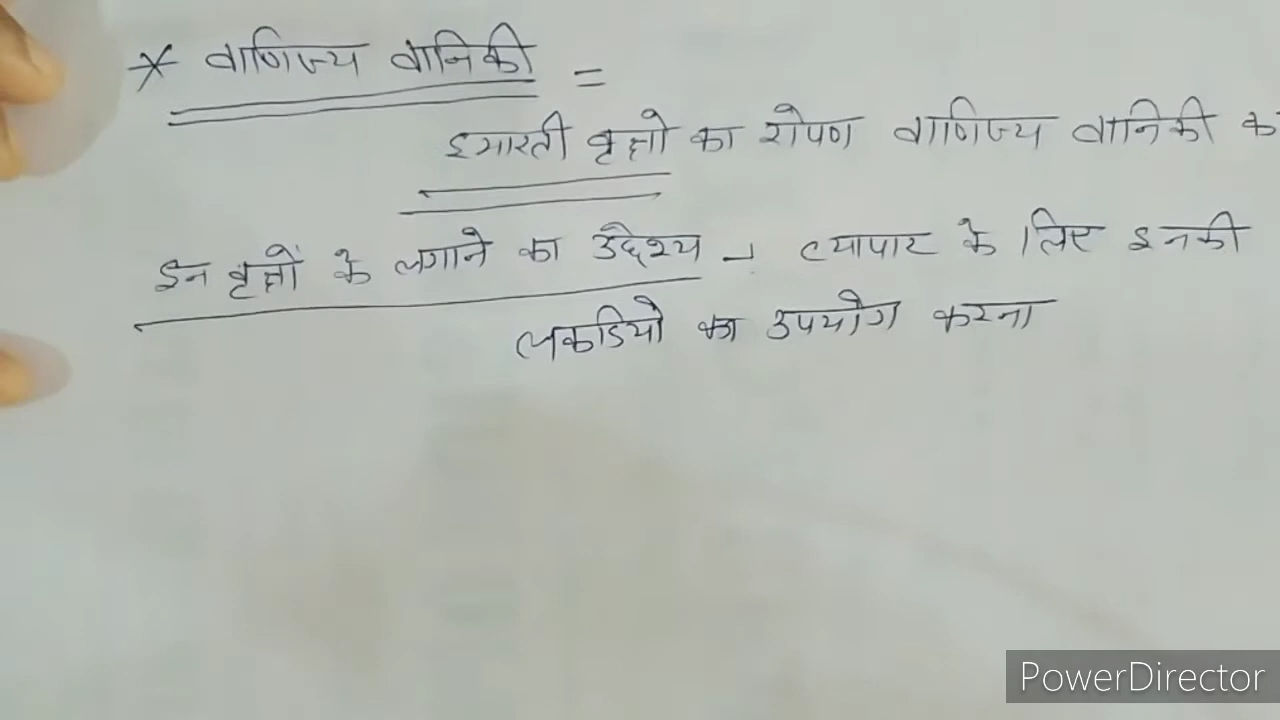 * वाणिज्य वानिकी =
इमारती वृक्षो का रोपण वाणिज्य वानिकी
इन वृक्षों के लगाने का उद्देश्य → व्यापार के लिए इनकी
लकडियो का उपयोग करना
PowerDirector